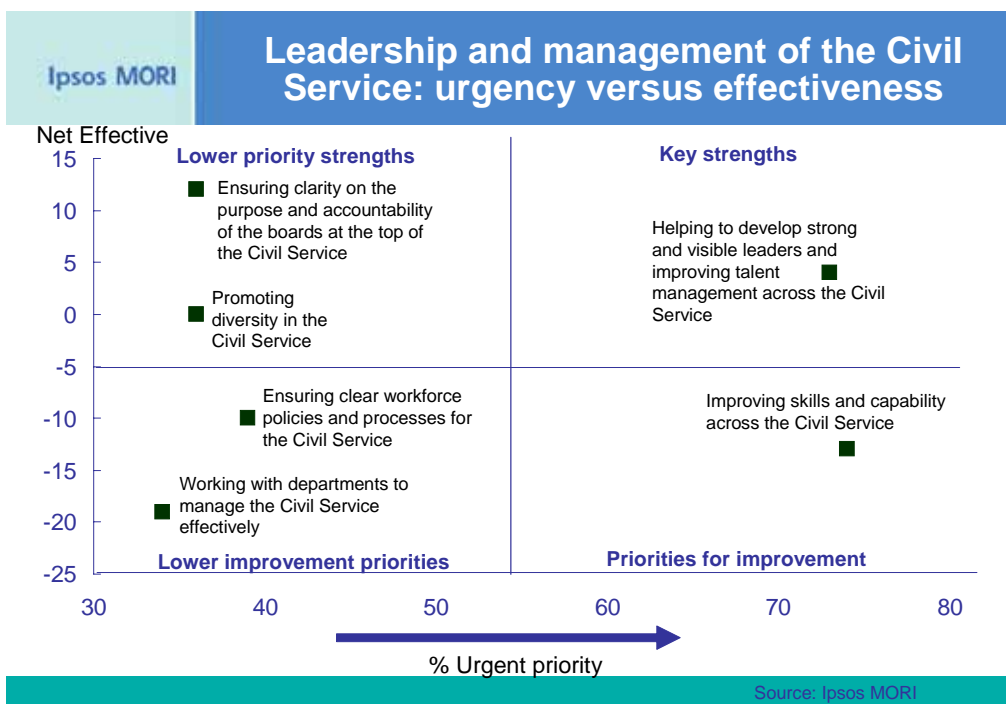 Ipsos MORI
Leadership and management of the Civil
Service: urgency versus effectiveness
Net Effective
15
10
5
0
-5
-10
-15
-20
-25
Lower priority strengths
Key strengths
Ensuring clarity on the
purpose and accountability
of the boards at the top of
the Civil Service
Helping to develop strong
and visible leaders and
improving talent
management across the Civil
Service
Promoting
diversity in the
Civil Service
Ensuring clear workforce
policies and processes for
the Civil Service
Improving skills and capability
across the Civil Service
Working with departments to
manage the Civil Service
effectively
Lower improvement priorities
Priorities for improvement
30
40
50
60
70
80
% Urgent priority
Source: Ipsos MORI